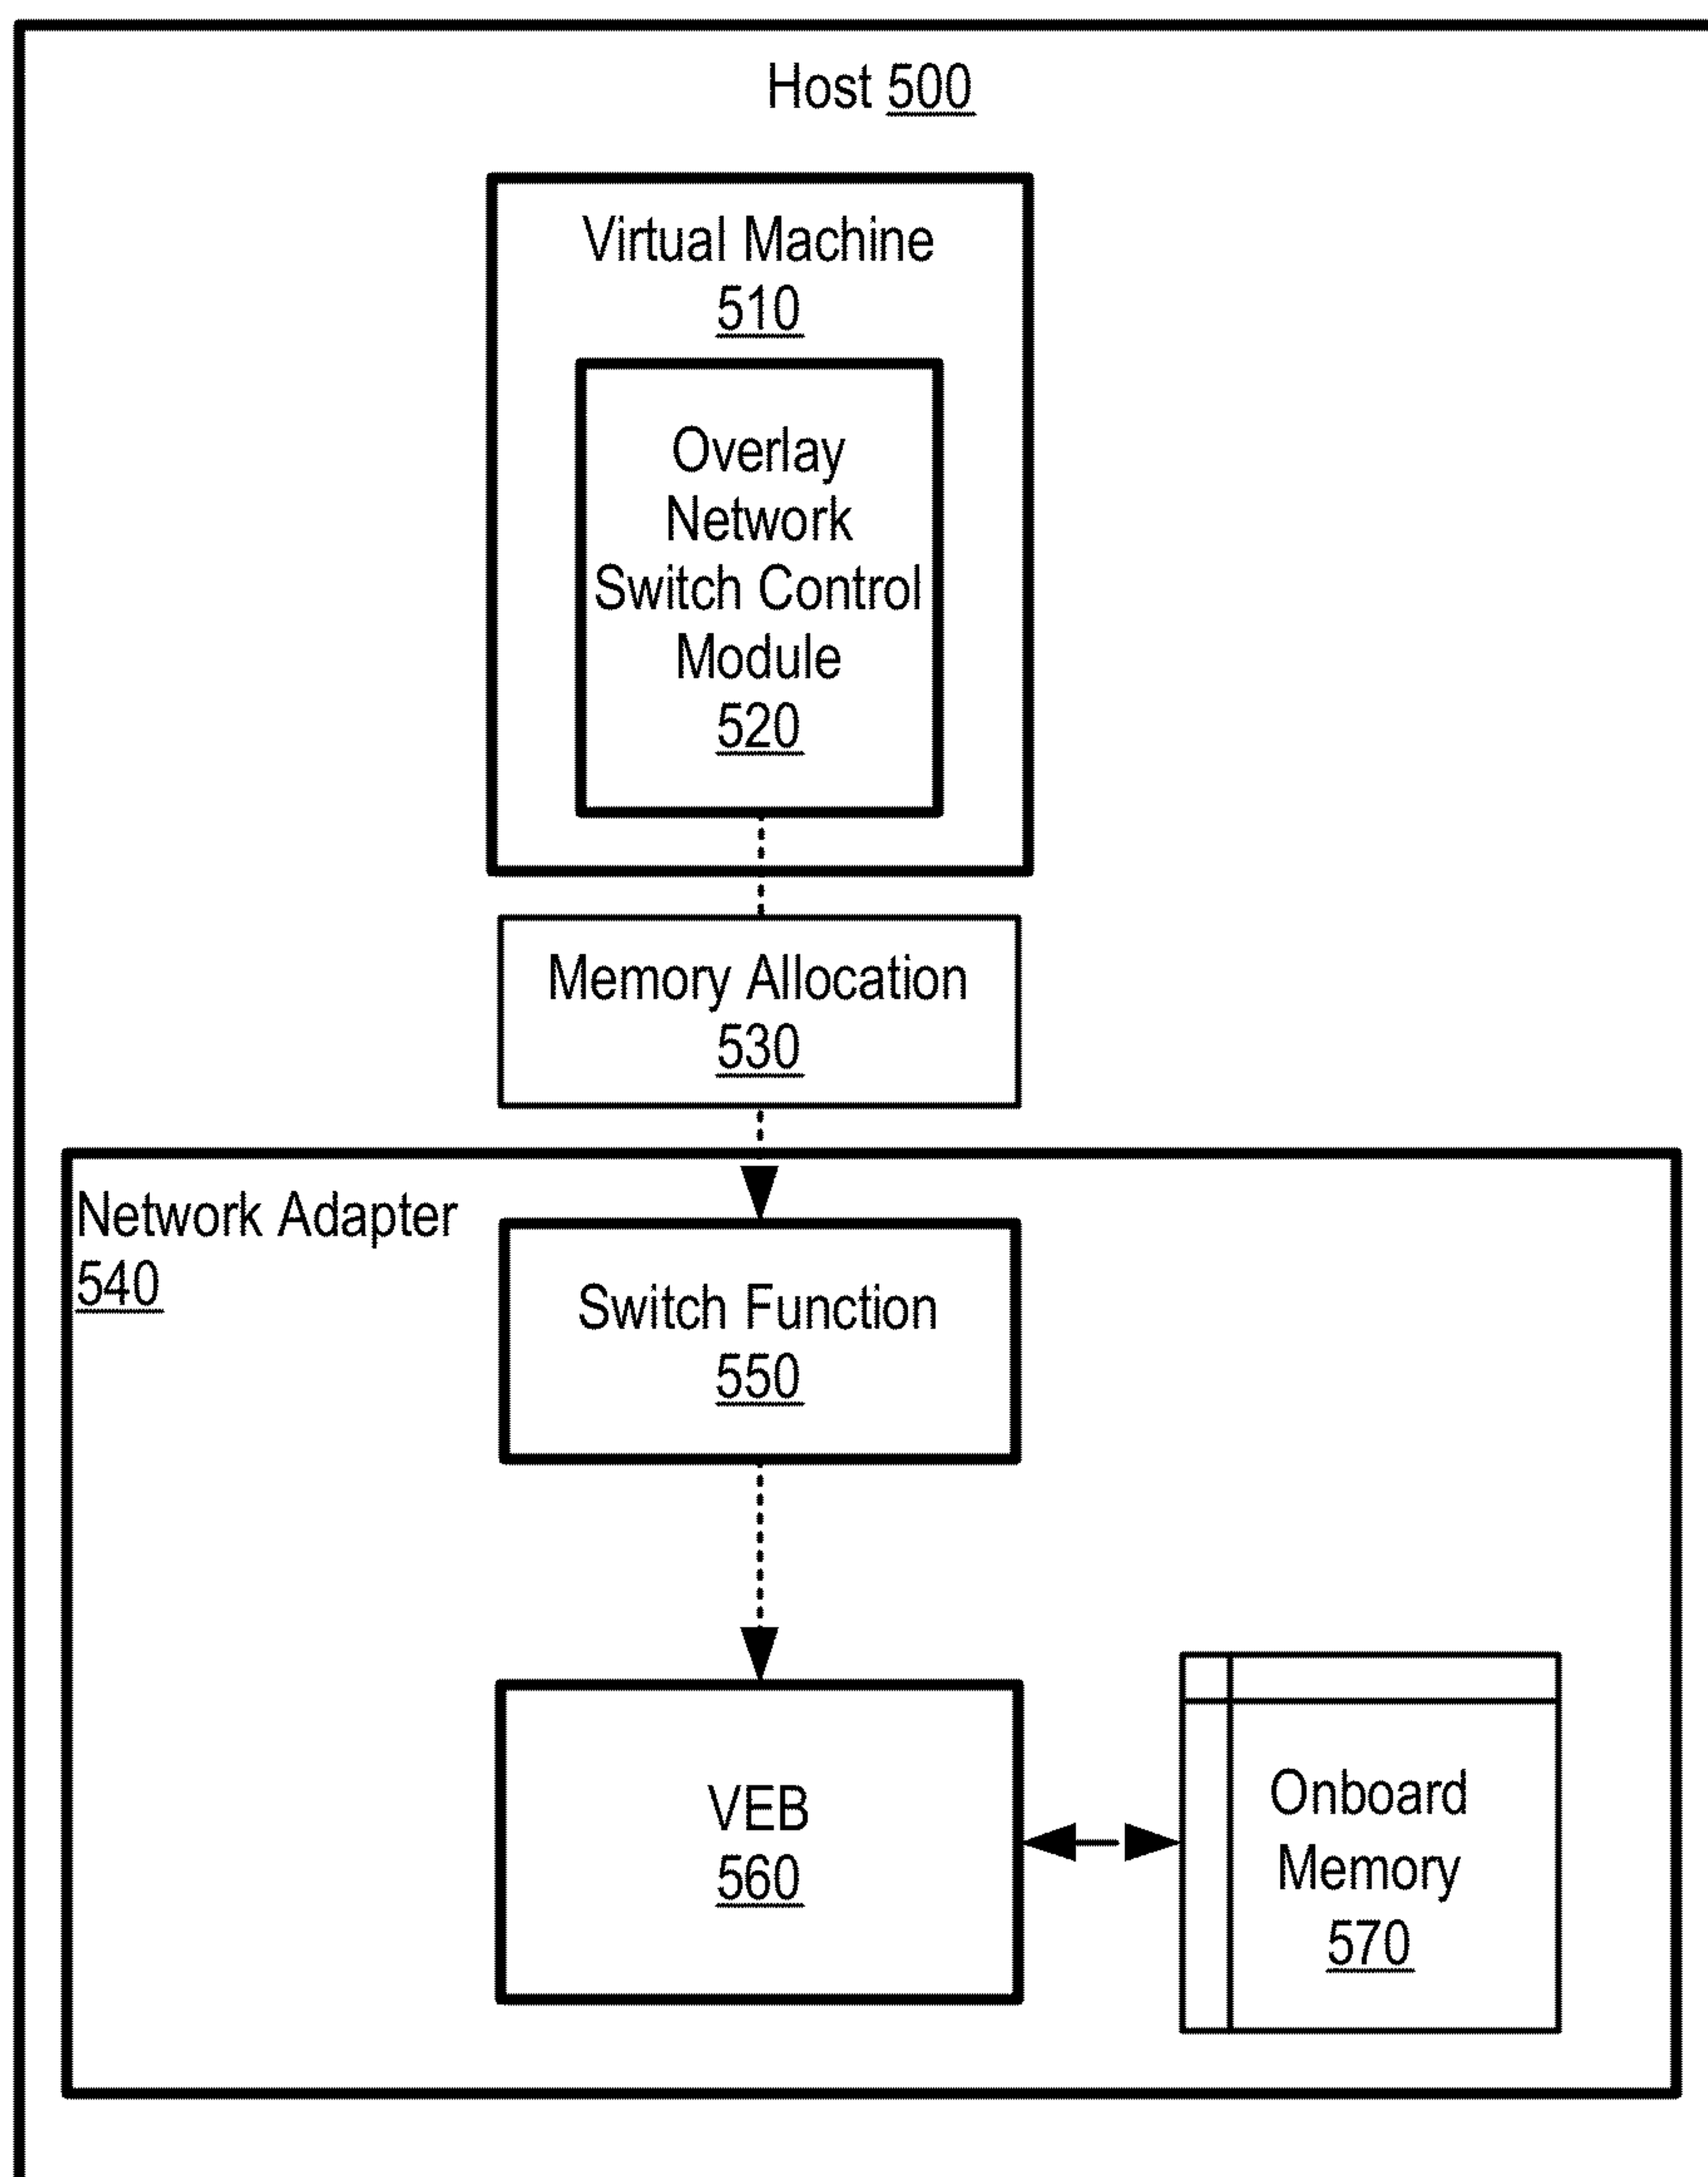 Host 500
Virtual Machine
510
Overlay
Network
Switch Control
Module
520
Memory Allocation
530
Network Adapter
540
Switch Function
550
VEB
560
Onboard
Memory
570